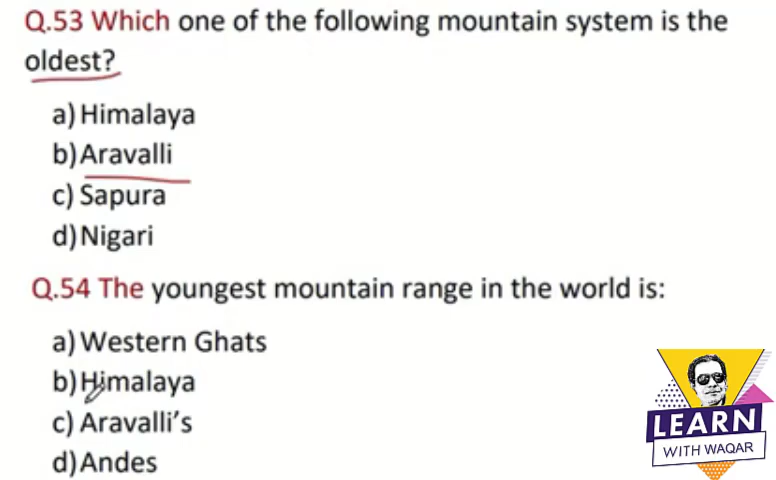 Q.53 Which one of the following mountain system is the
oldest?
a) Himalaya
b) Aravalli
c) Sapura
d) Nigari
Q.54 The youngest mountain range in the world is:
a) Western Ghats
b) Himalaya
c) Aravalli's
d) Andes
LEARN
WITH WAQAR